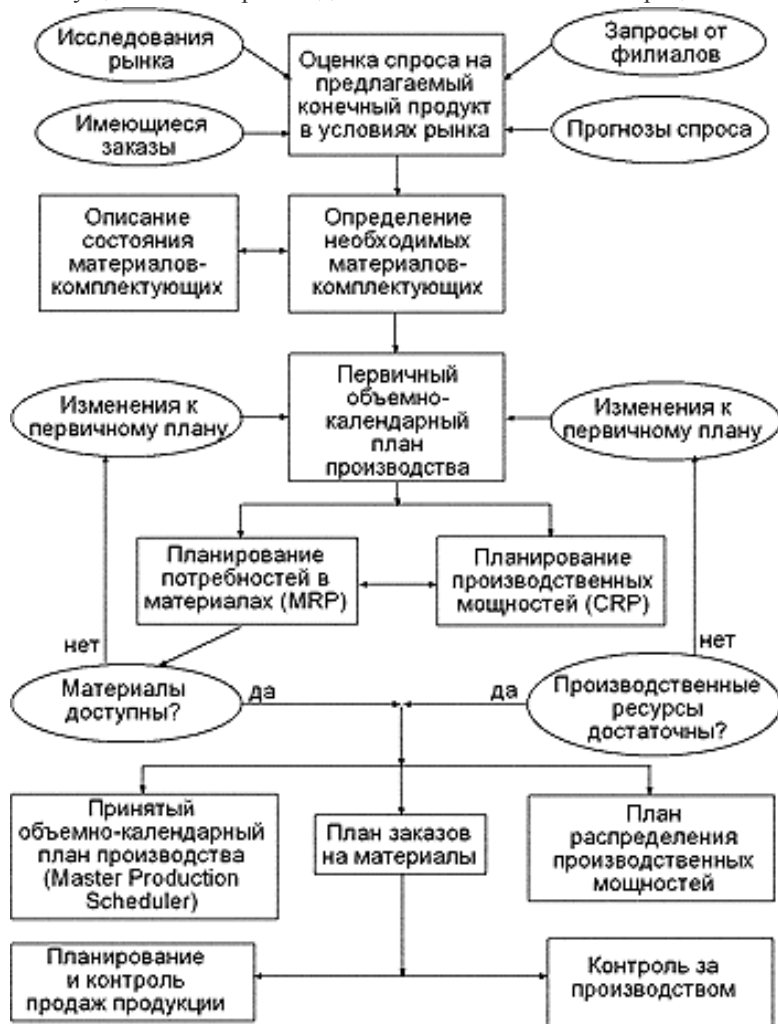 Исследования
рынка
Оценка спроса на
предлагаемый
конечный продукт
в условиях рынка
Запросы от
филиалов
Имеющиеся
заказы
Прогнозы спроса
Описание
состояния
материалов-
комплектующих
Определение
необходимых
материалов-
комплектующих
Первичный
объемно-
календарный
план
производства
Изменения к
первичному плану
Изменения к
первичному плану
Планирование
потребностей в
материалах (MRP)
Планирование
производственных
мощностей (CRP)
нет
нет
Материалы
доступны?
да
да
Производственные
ресурсы
достаточны?
Принятый
объемно-календарный
план производства
(Master Production
Scheduler)
План заказов
на материалы
План
распределения
производственных
мощностей
Планирование
и контроль
продаж продукции
Контроль за
производством